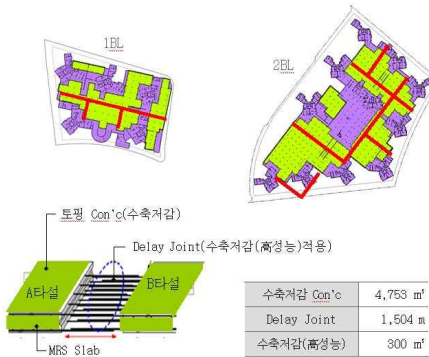 1BL
2BL
토핑 Con'c(수축저감)
Delay Joint(수축저감(高성능)적용)
A타설
B타설
MRS Slab
수축저감 Con'c 4,753 m³
Delay Joint 1,504 m
수축저감(高성능) 300 m³